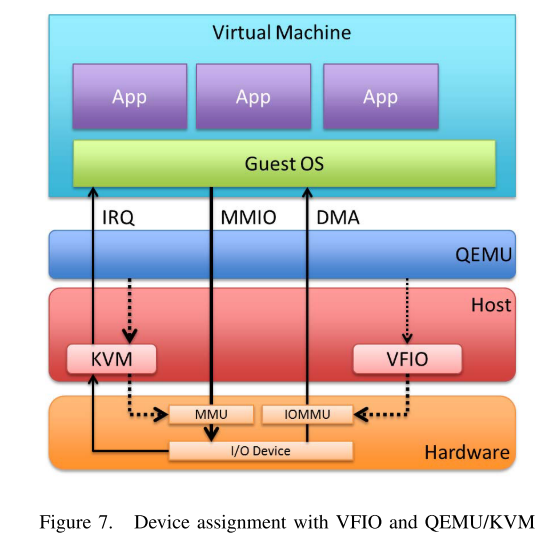 Virtual Machine
App App App
Guest OS
IRQ MMIO DMA
QEMU
Host
KVM VFIO
MMU IOMMU
I/O Device
Hardware
Figure 7. Device assignment with VFIO and QEMU/KVM